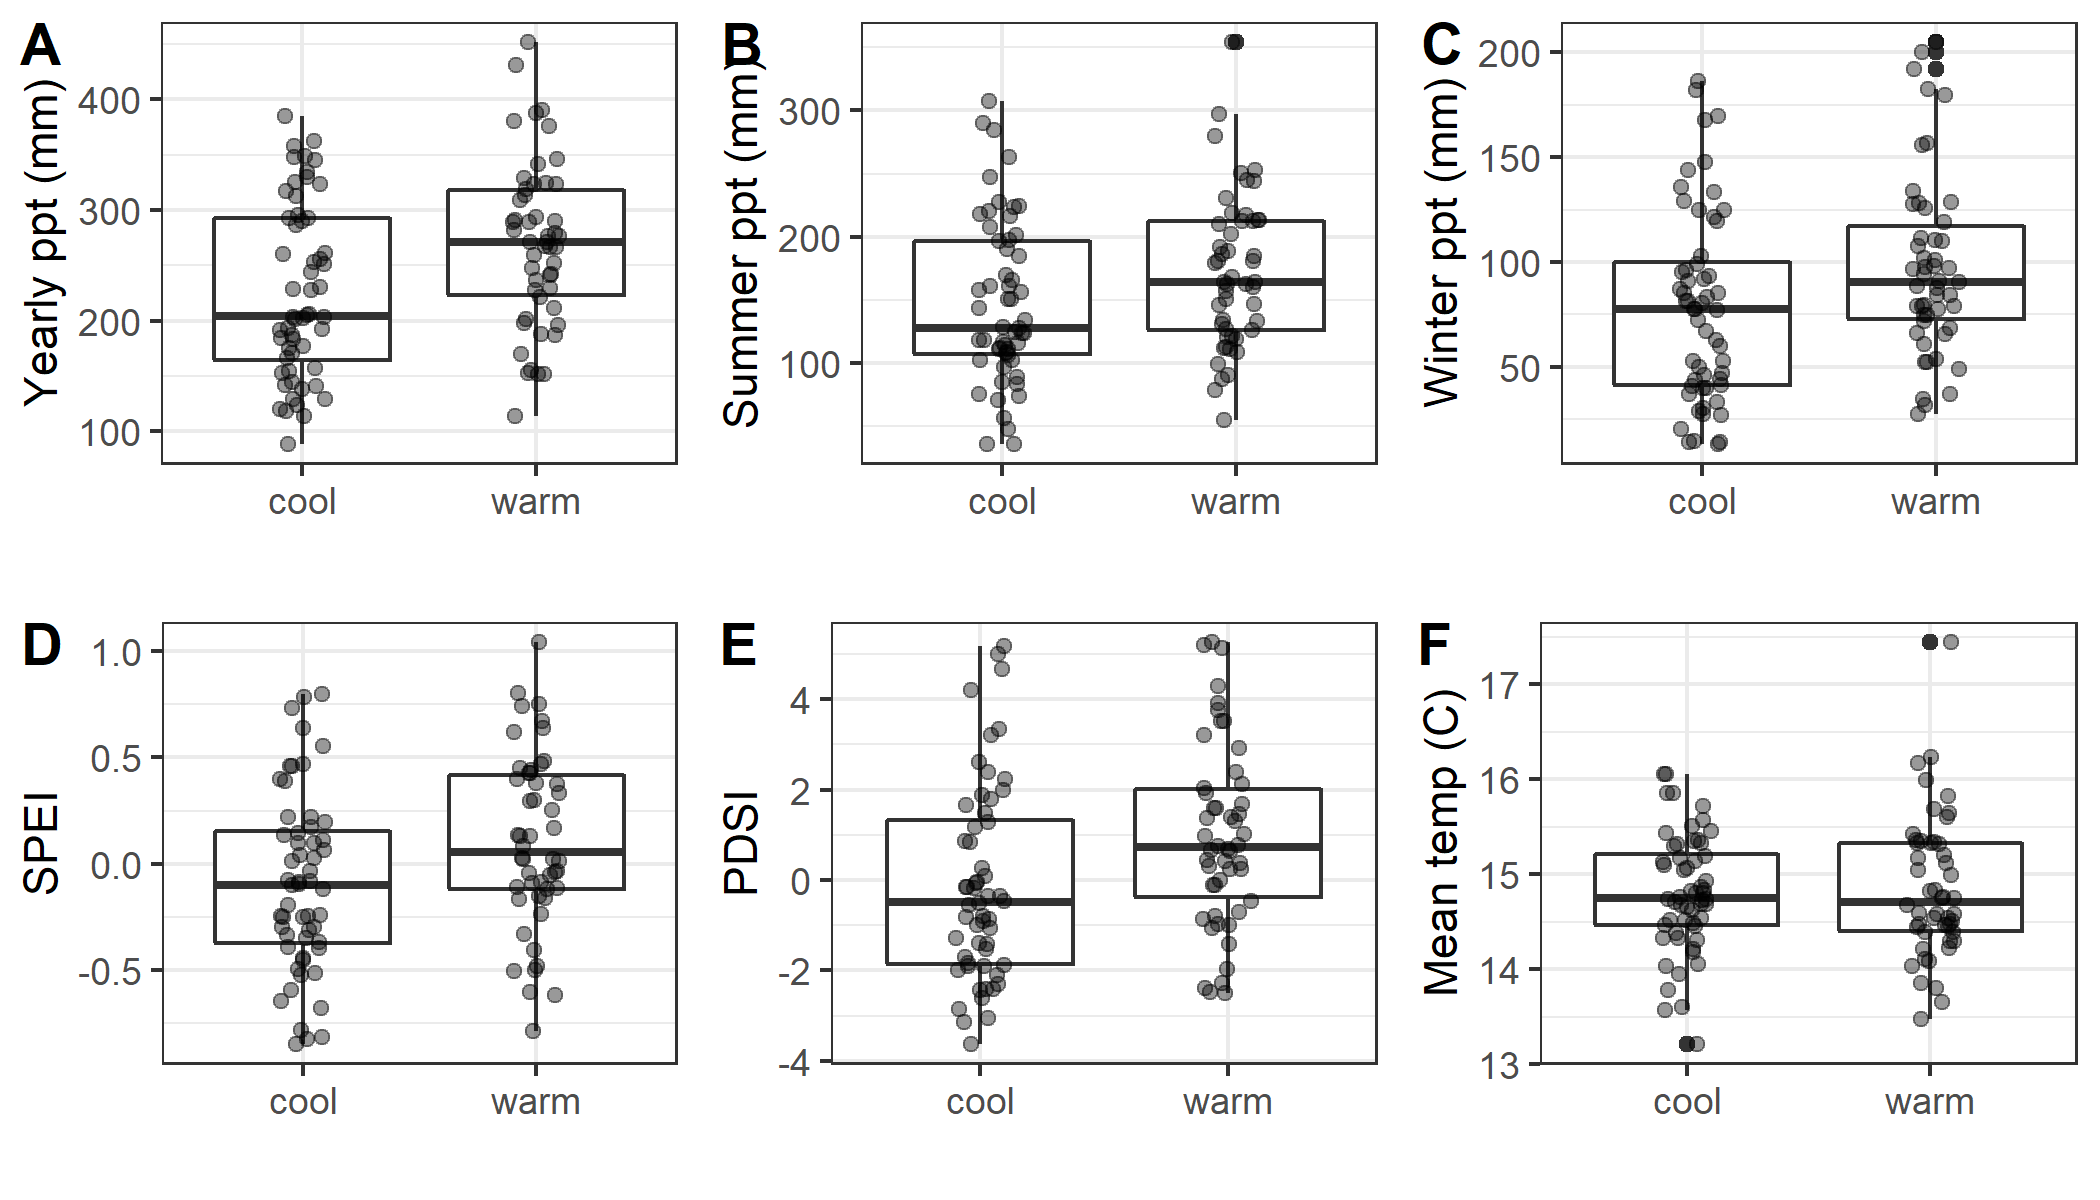 A
Yearly ppt (mm)
400
300
200
100
cool warm
B
Summer ppt (mm)
300
200
100
cool warm
C
Winter ppt (mm)
200
150
100
50
cool warm
D
SPEI
1.0
0.5
0.0
-0.5
cool warm
E
PDSI
4
2
0
-2
-4
cool warm
F
Mean temp (C)
17
16
15
14
13
cool warm